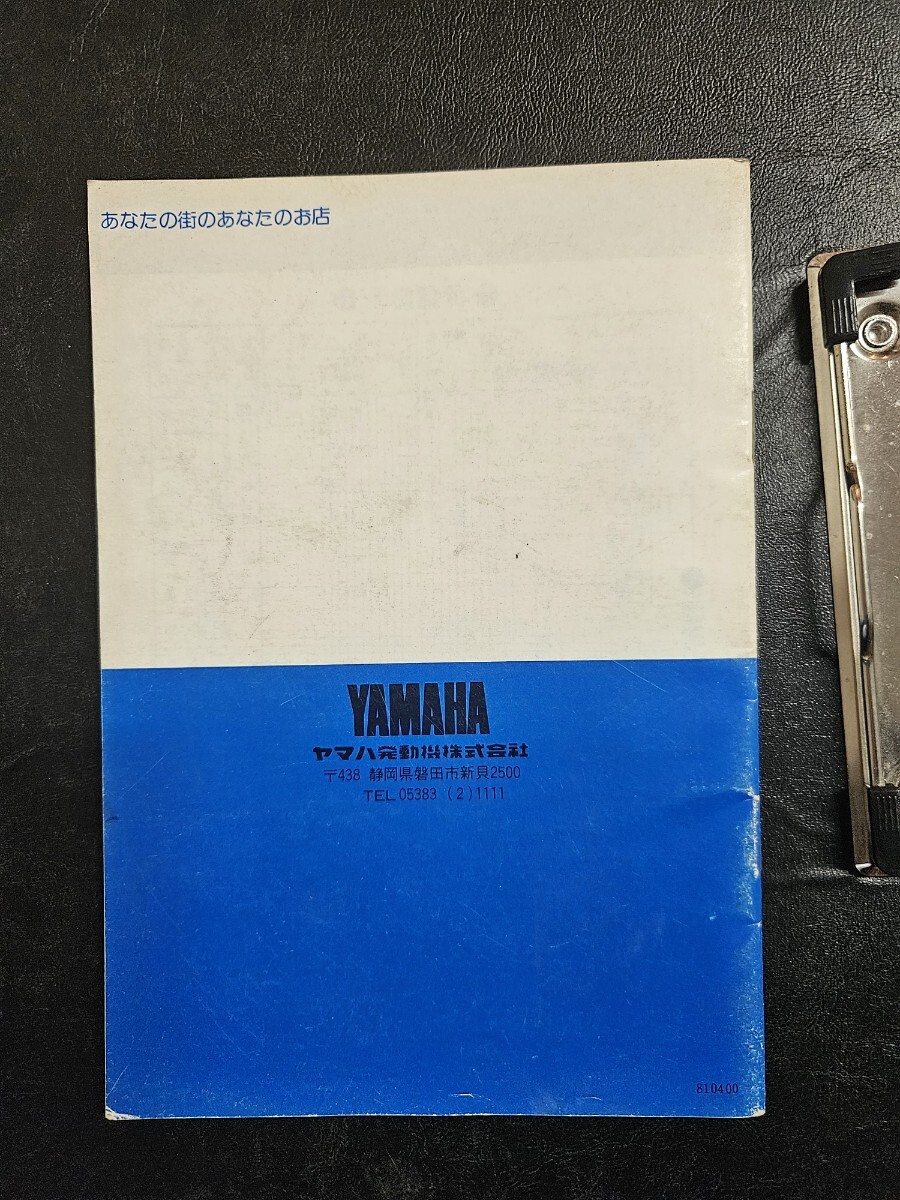 あなたの街のあなたのお店
YAMAHA
ヤマハ発動機株式会社
〒438 静岡県磐田市新貝2500
TEL 05383 (2) 1111
810400